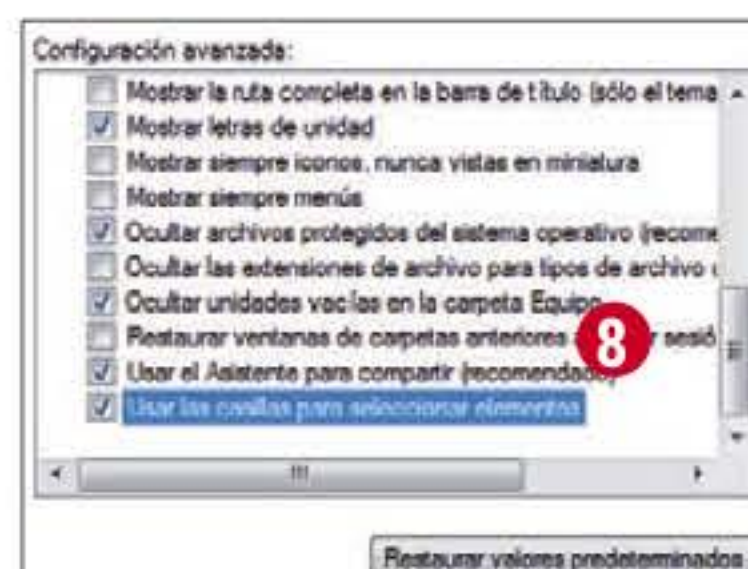 Configuración avanzada:
Mostrar la ruta completa en la barra de título (sólo el tema
Mostrar letras de unidad
Mostrar siempre iconos, nunca vistas en miniatura
Mostrar siempre menús
Ocultar archivos protegidos del sistema operativo (recome
Ocultar las extensiones de archivo para tipos de archivo
Ocultar unidades vacías en la carpeta Equipo
Restaurar ventanas de carpetas anteriores r sesió
8
Usar el Asistente para compartir (recomendado)
Usar las casillas para seleccionar elementos
Restaurar valores predeterminados